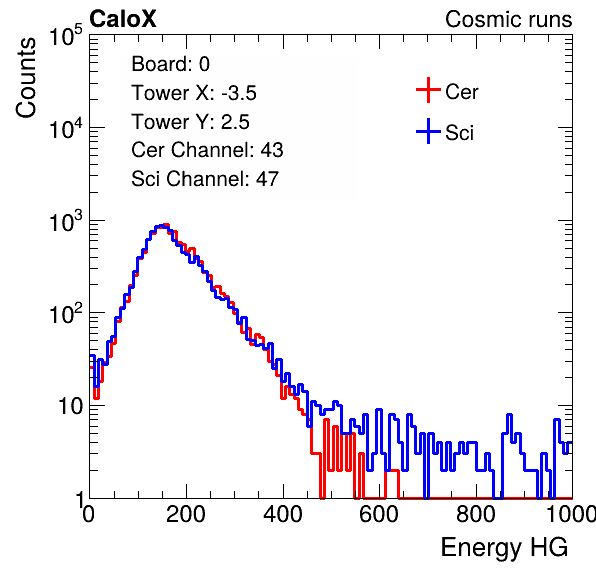 CaloX Cosmic runs
Board: 0
Tower X: -3.5
Tower Y: 2.5
Cer Channel: 43
Sci Channel: 47
Cer
Sci
Counts
10^5
10^4
10^3
10^2
10
1
0 200 400 600 800 1000
Energy HG